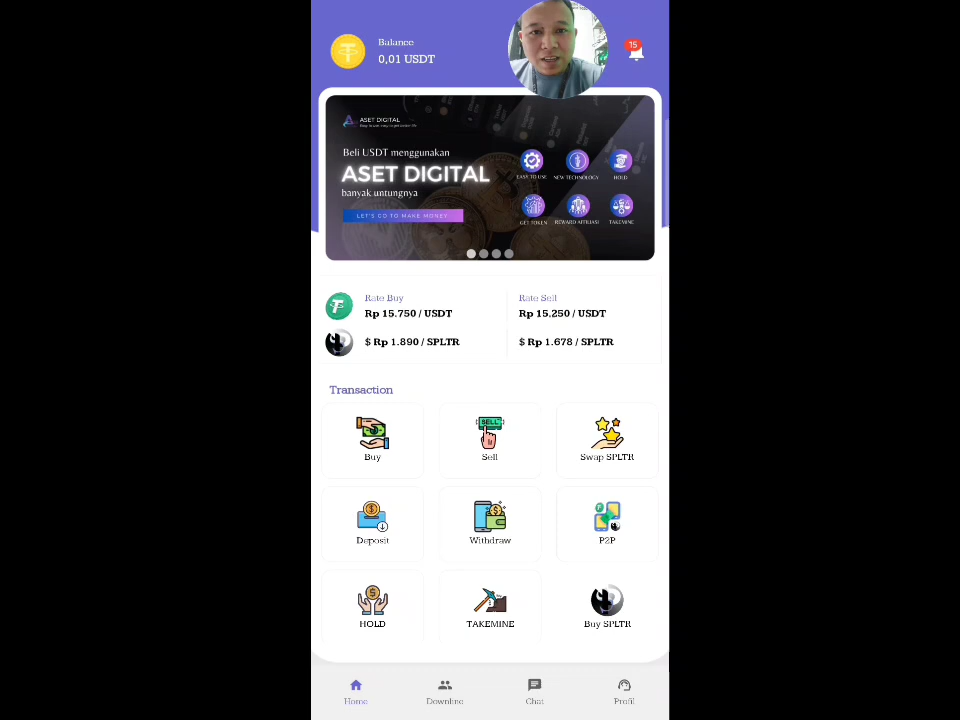 Balance
0,01 USDT
15
ASET DIGITAL
Beli USDT menggunakan
ASET DIGITAL
banyak untungnya
LET'S GO TO MAKE MONEY
EASY TO USE
NEW TECHNOLOGY
HOLD
GET TOKEN
REWARD AFFILIASI
TAKEMINE
Rate Buy
Rp 15.750 / USDT
$ Rp 1.890 / SPLTR
Rate Sell
Rp 15.250 / USDT
$ Rp 1.678 / SPLTR
Transaction
Buy
SELL
Sell
Swap SPLTR
Deposit
Withdraw
P2P
HOLD
TAKEMINE
Buy SPLTR
Home
Downline
Chat
Profil